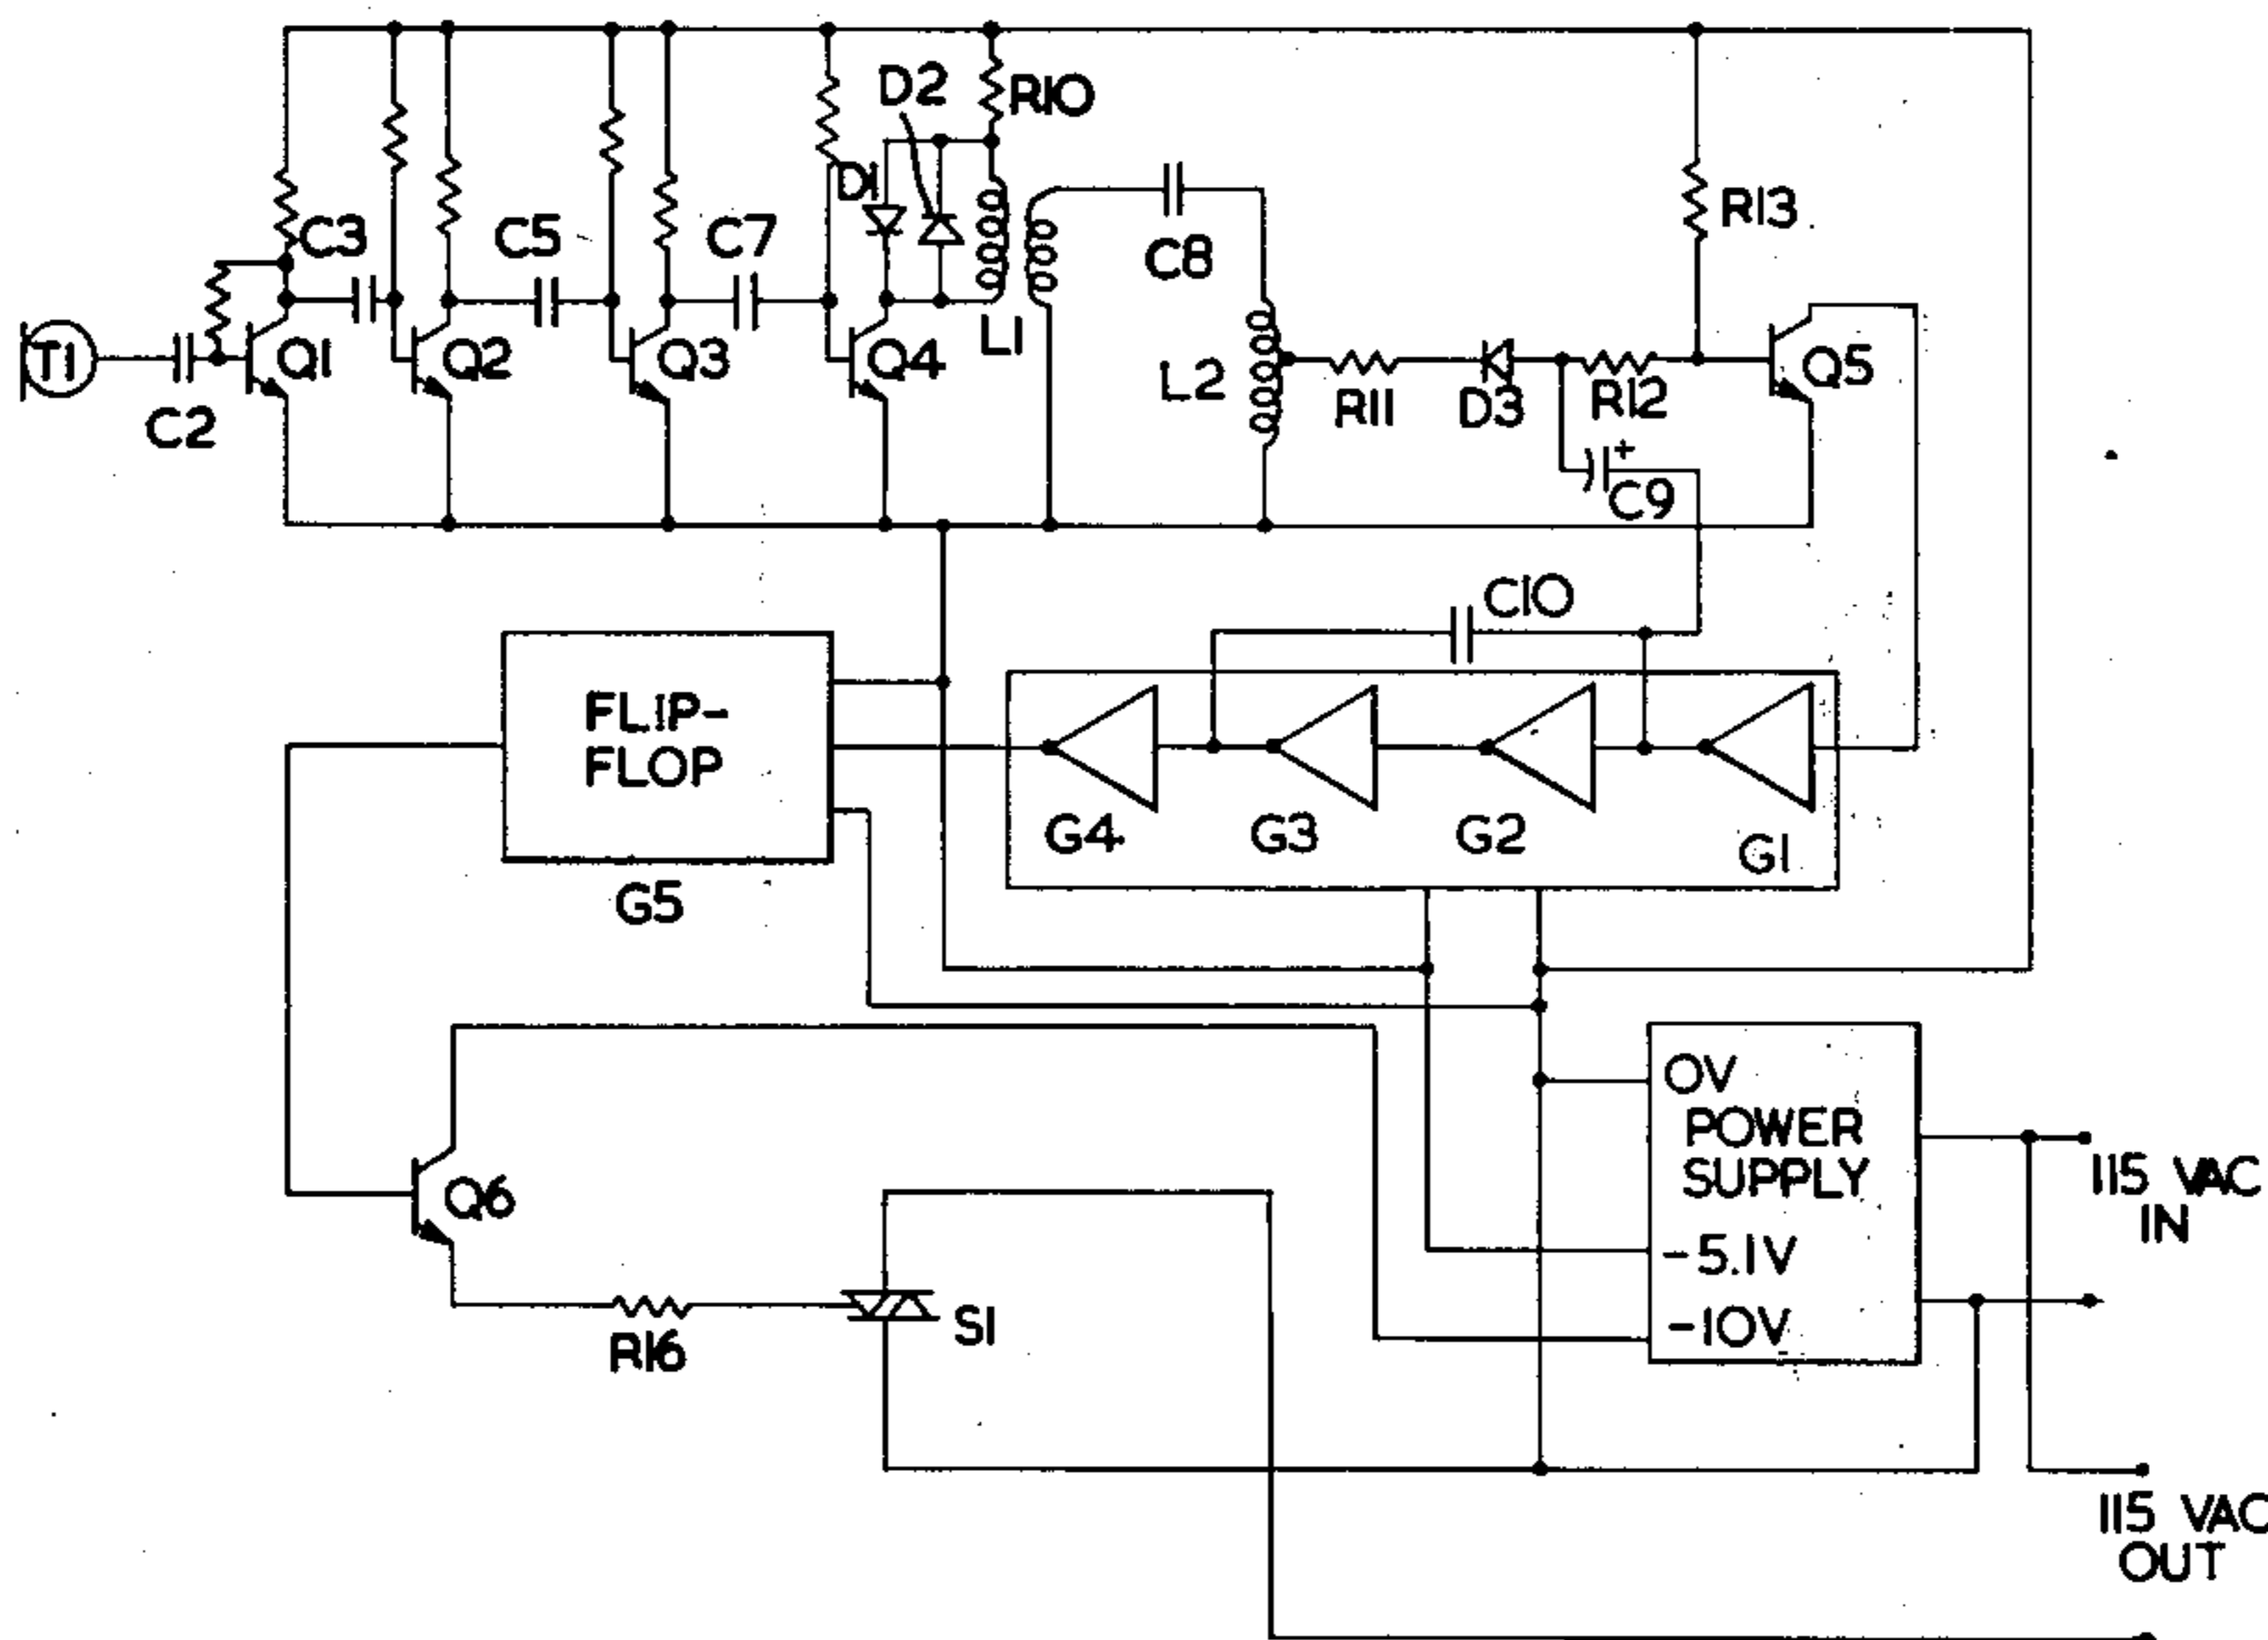 D2
R10
D1
R13
C3
C5
C7
C8
T1
Q1
Q2
Q3
Q4
L1
L2
R11
D3
R12
Q5
C2
C9
+
C10
FLIP-
FLOP
G5
G4
G3
G2
G1
0V
POWER
SUPPLY
-5.1V
-10V
115 VAC
IN
Q6
R16
S1
115 VAC
OUT